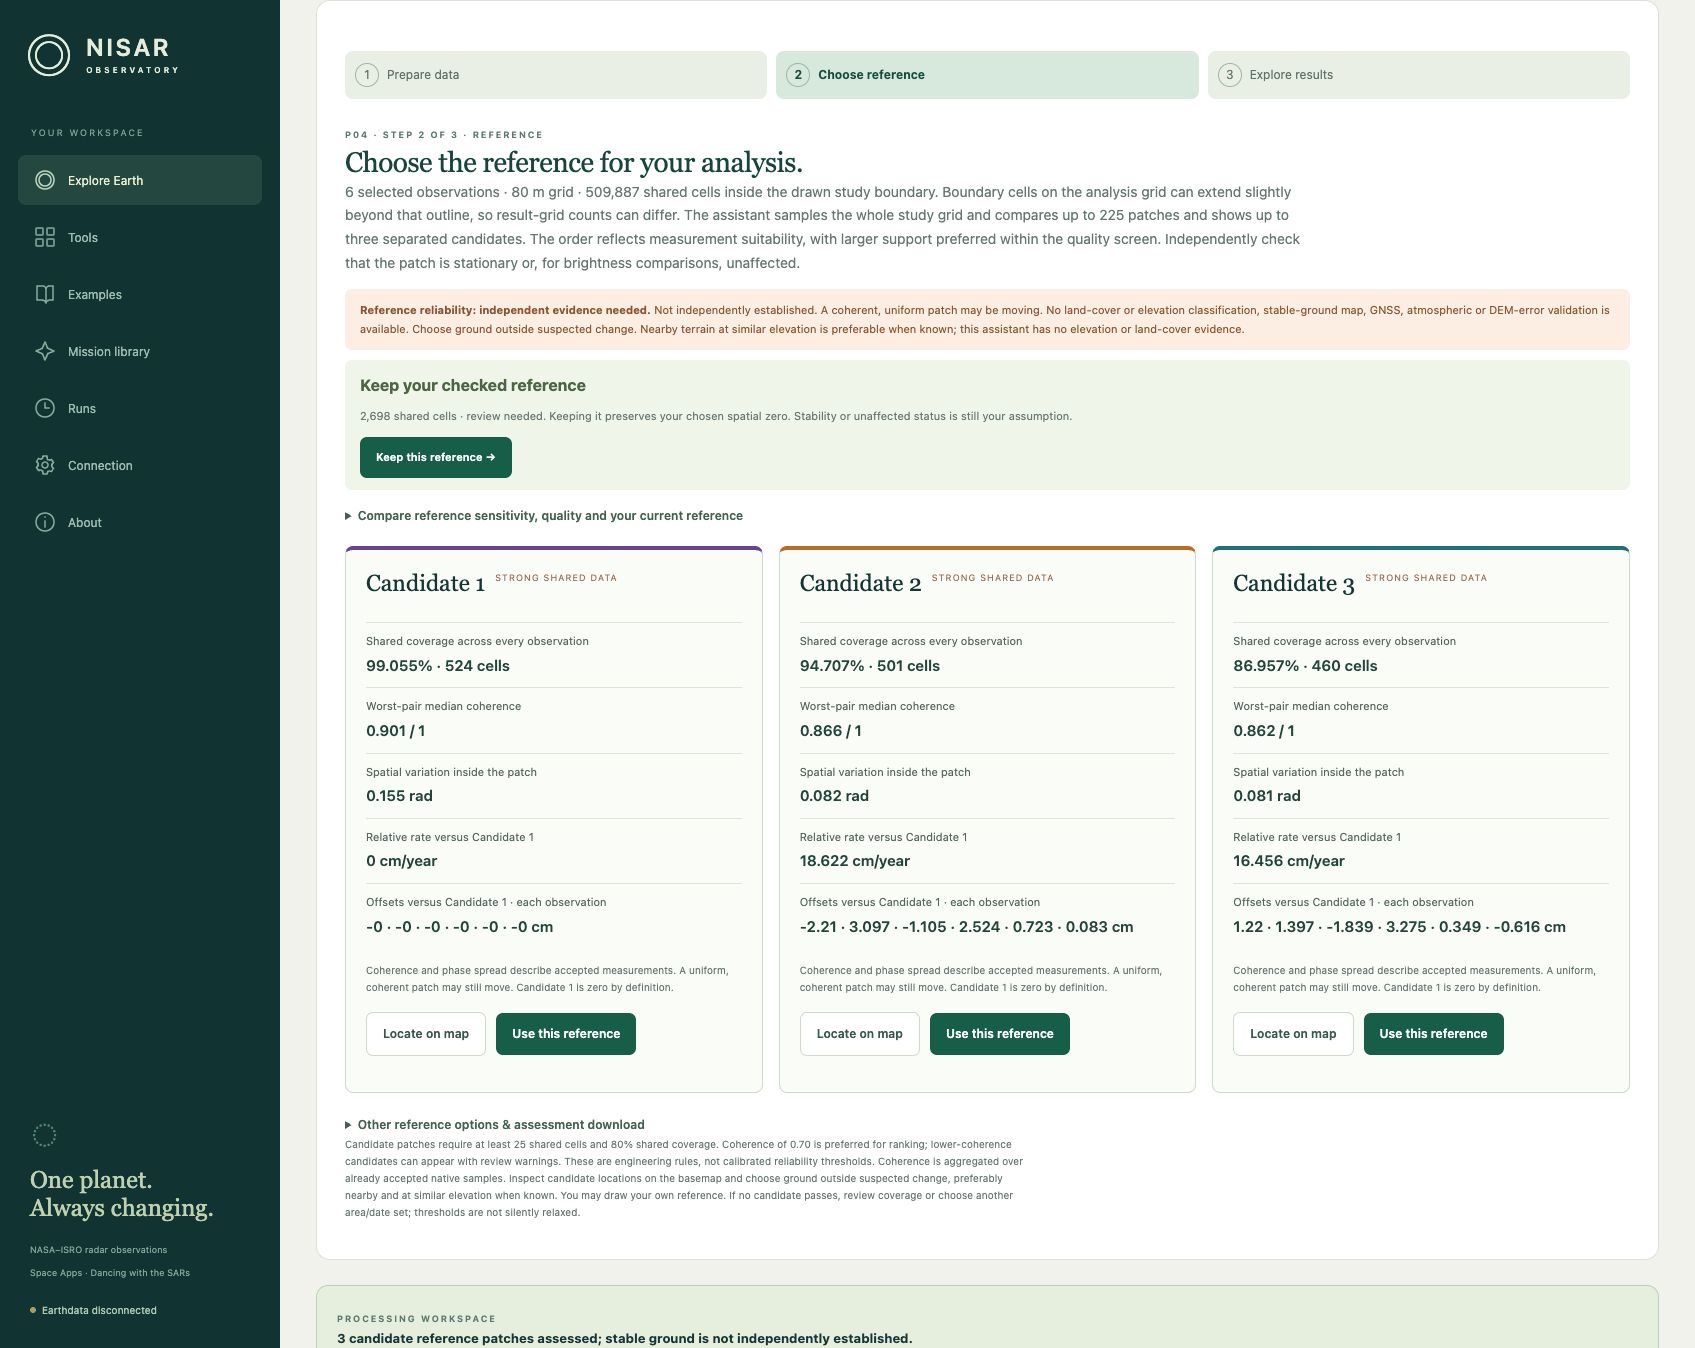 NISAR
OBSERVATORY
YOUR WORKSPACE
Explore Earth
Tools
Examples
Mission library
Runs
Connection
About
One planet.
Always changing.
NASA–ISRO radar observations
Space Apps · Dancing with the SARs
Earthdata disconnected
1 Prepare data
2 Choose reference
3 Explore results
P04 · STEP 2 OF 3 · REFERENCE
Choose the reference for your analysis.
6 selected observations · 80 m grid · 509,887 shared cells inside the drawn study boundary. Boundary cells on the analysis grid can extend slightly
beyond that outline, so result-grid counts can differ. The assistant samples the whole study grid and compares up to 225 patches and shows up to
three separated candidates. The order reflects measurement suitability, with larger support preferred within the quality screen. Independently check
that the patch is stationary or, for brightness comparisons, unaffected.
Reference reliability: independent evidence needed. Not independently established. A coherent, uniform patch may be moving. No land-cover or elevation classification, stable-ground map, GNSS, atmospheric or DEM-error validation is
available. Choose ground outside suspected change. Nearby terrain at similar elevation is preferable when known; this assistant has no elevation or land-cover evidence.
Keep your checked reference
2,698 shared cells · review needed. Keeping it preserves your chosen spatial zero. Stability or unaffected status is still your assumption.
Keep this reference →
▶ Compare reference sensitivity, quality and your current reference
Candidate 1 STRONG SHARED DATA
Shared coverage across every observation
99.055% · 524 cells
Worst-pair median coherence
0.901 / 1
Spatial variation inside the patch
0.155 rad
Relative rate versus Candidate 1
0 cm/year
Offsets versus Candidate 1 · each observation
-0 · -0 · -0 · -0 · -0 · -0 cm
Coherence and phase spread describe accepted measurements. A uniform,
coherent patch may still move. Candidate 1 is zero by definition.
Locate on map
Use this reference
Candidate 2 STRONG SHARED DATA
Shared coverage across every observation
94.707% · 501 cells
Worst-pair median coherence
0.866 / 1
Spatial variation inside the patch
0.082 rad
Relative rate versus Candidate 1
18.622 cm/year
Offsets versus Candidate 1 · each observation
-2.21 · 3.097 · -1.105 · 2.524 · 0.723 · 0.083 cm
Coherence and phase spread describe accepted measurements. A uniform,
coherent patch may still move. Candidate 1 is zero by definition.
Locate on map
Use this reference
Candidate 3 STRONG SHARED DATA
Shared coverage across every observation
86.957% · 460 cells
Worst-pair median coherence
0.862 / 1
Spatial variation inside the patch
0.081 rad
Relative rate versus Candidate 1
16.456 cm/year
Offsets versus Candidate 1 · each observation
1.22 · 1.397 · -1.839 · 3.275 · 0.349 · -0.616 cm
Coherence and phase spread describe accepted measurements. A uniform,
coherent patch may still move. Candidate 1 is zero by definition.
Locate on map
Use this reference
▶ Other reference options & assessment download
Candidate patches require at least 25 shared cells and 80% shared coverage. Coherence of 0.70 is preferred for ranking; lower-coherence
candidates can appear with review warnings. These are engineering rules, not calibrated reliability thresholds. Coherence is aggregated over
already accepted native samples. Inspect candidate locations on the basemap and choose ground outside suspected change, preferably
nearby and at similar elevation when known. You may draw your own reference. If no candidate passes, review coverage or choose another
area/date set; thresholds are not silently relaxed.
PROCESSING WORKSPACE
3 candidate reference patches assessed; stable ground is not independently established.